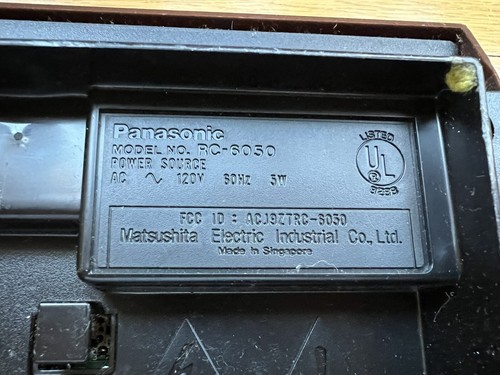 Panasonic
MODEL NO. RC-6050
POWER SOURCE
AC ∿ 120V 60Hz 5W
LISTED
UL
®
FCC ID : ACJ9ZTRC-6050
Matsushita Electric Industrial Co., Ltd.
Made in Singapore